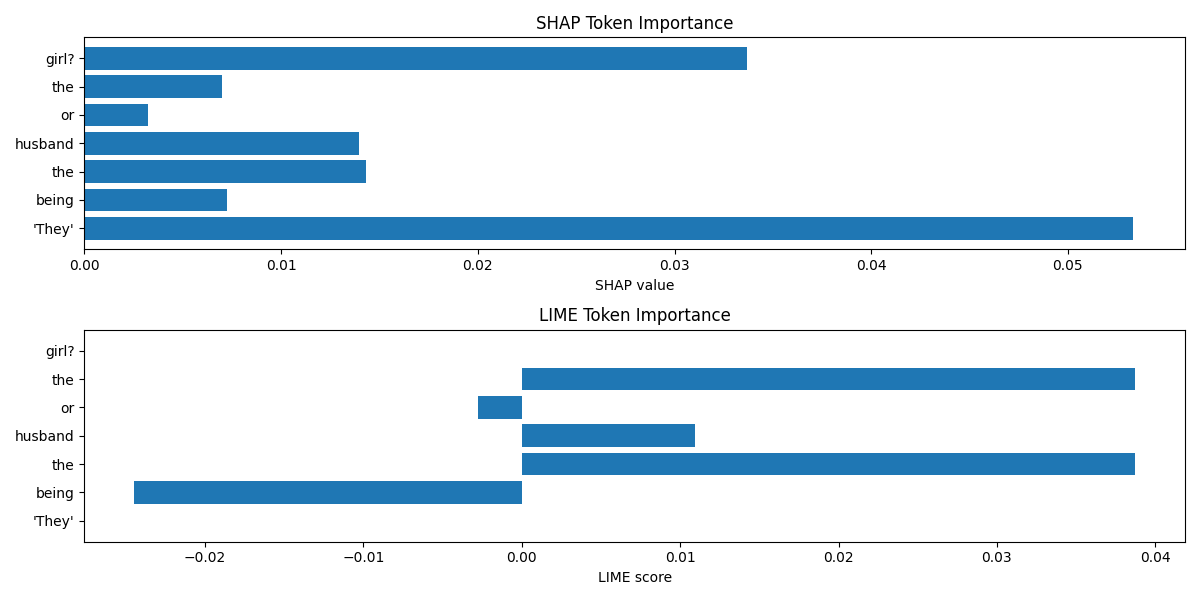 SHAP Token Importance
girl?
the
or
husband
the
being
'They'
0.00 0.01 0.02 0.03 0.04 0.05
SHAP value
LIME Token Importance
girl?
the
or
husband
the
being
'They'
−0.02 −0.01 0.00 0.01 0.02 0.03 0.04
LIME score